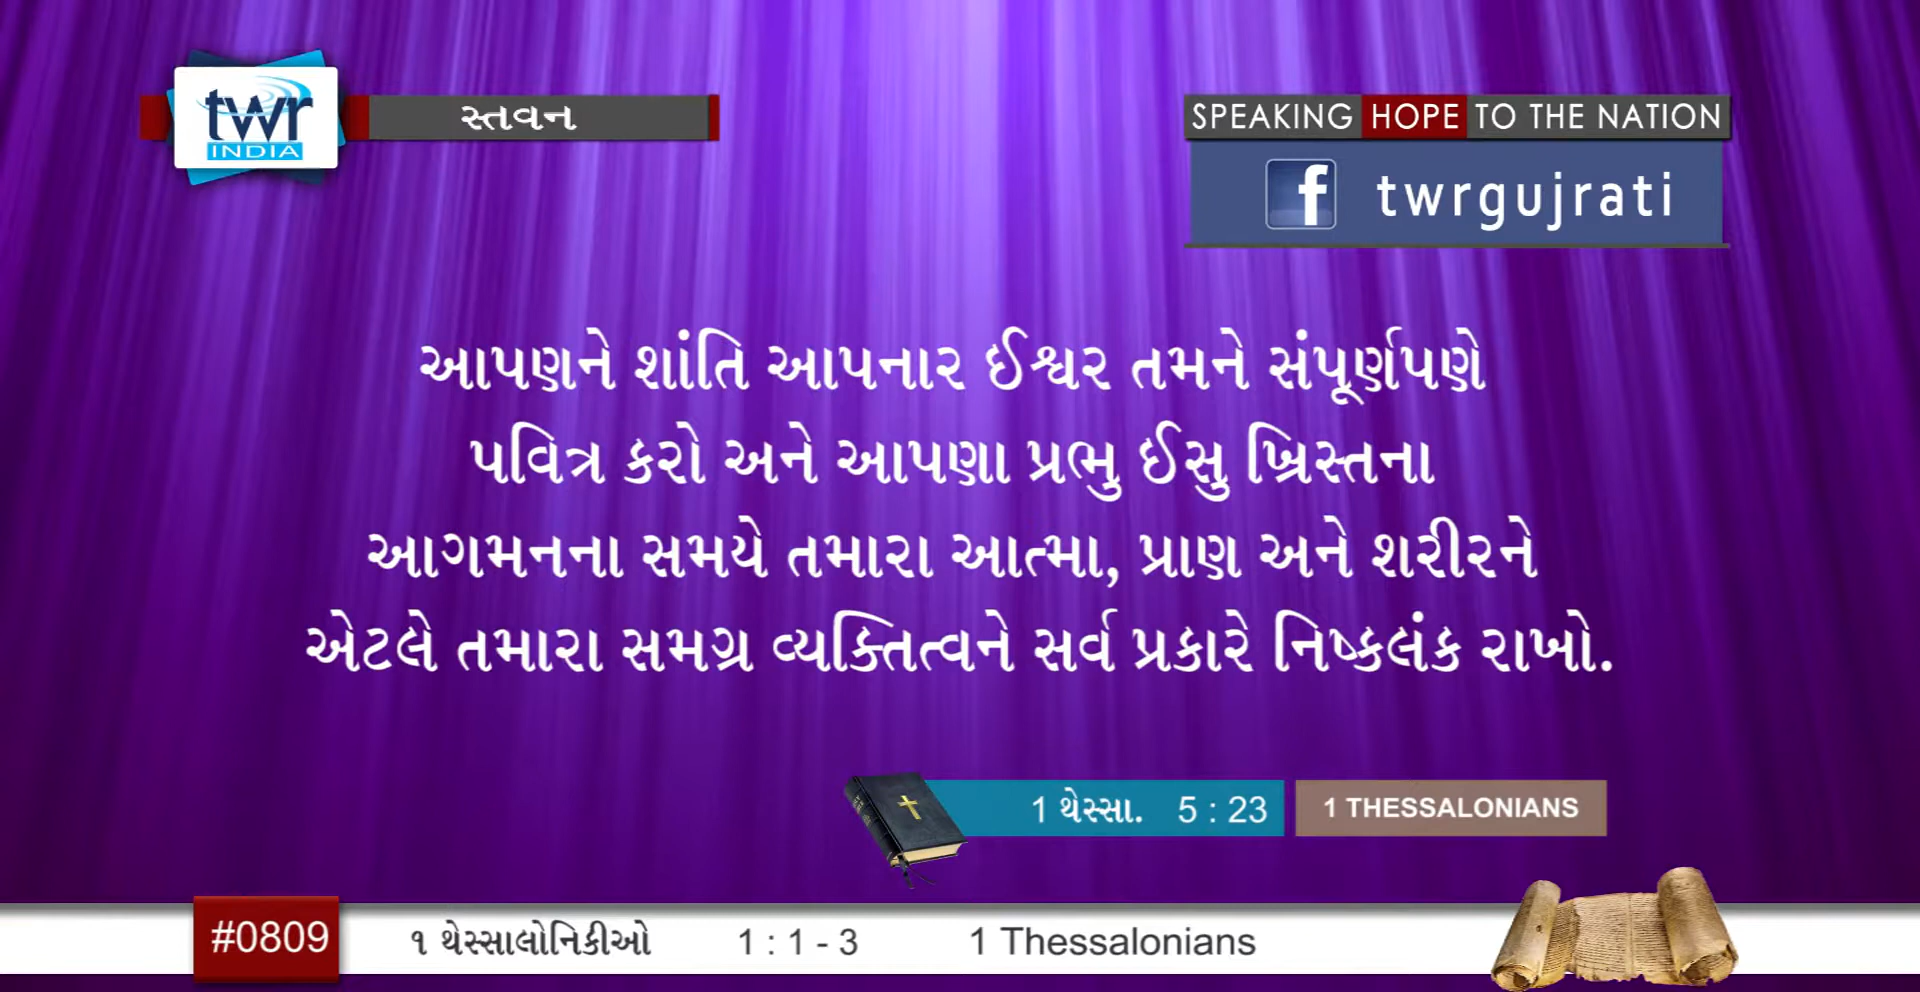 twr
INDIA
સ્તવન
SPEAKING HOPE TO THE NATION
f twrgujrati
આપણને શાંતિ આપનાર ઈશ્વર તમને સંપૂર્ણપણે
પવિત્ર કરો અને આપણા પ્રભુ ઈસુ ખ્રિસ્તના
આગમનના સમયે તમારા આત્મા, પ્રાણ અને શરીરને
એટલે તમારા સમગ્ર વ્યક્તિત્વને સર્વ પ્રકારે નિષ્કલંક રાખો.
1 થેસ્સા. 5 : 23 1 THESSALONIANS
#0809 ૧ થેસ્સાલોનિકીઓ 1 : 1 - 3 1 Thessalonians